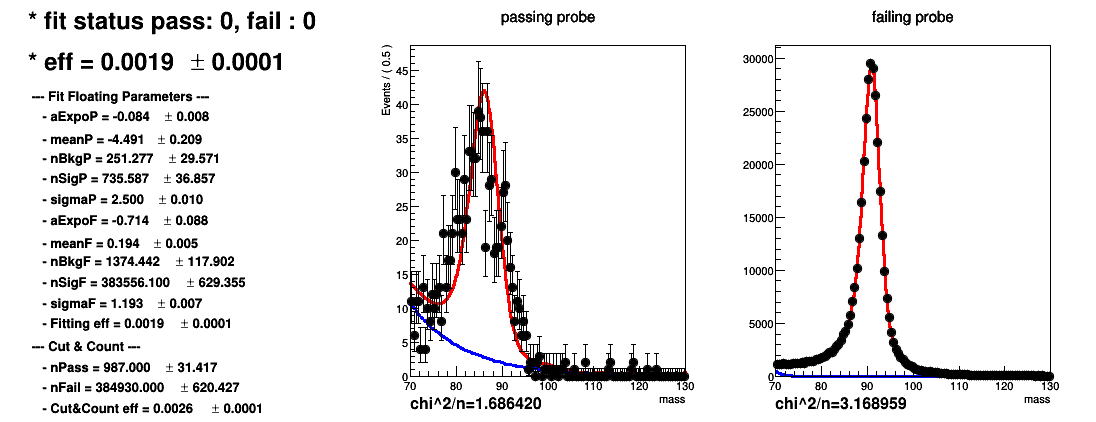 * fit status pass: 0, fail : 0
* eff = 0.0019 ± 0.0001
--- Fit Floating Parameters ---
- aExpoP = -0.084 ± 0.008
- meanP = -4.491 ± 0.209
- nBkgP = 251.277 ± 29.571
- nSigP = 735.587 ± 36.857
- sigmaP = 2.500 ± 0.010
- aExpoF = -0.714 ± 0.088
- meanF = 0.194 ± 0.005
- nBkgF = 1374.442 ± 117.902
- nSigF = 383556.100 ± 629.355
- sigmaF = 1.193 ± 0.007
- Fitting eff = 0.0019 ± 0.0001
--- Cut & Count ---
- nPass = 987.000 ± 31.417
- nFail = 384930.000 ± 620.427
- Cut&Count eff = 0.0026 ± 0.0001
passing probe
Events / ( 0.5 )
45
40
35
30
25
20
15
10
5
0
70 80 90 100 110 120 130
mass
chi^2/n=1.686420
failing probe
30000
25000
20000
15000
10000
5000
0
70 80 90 100 110 120 130
mass
chi^2/n=3.168959